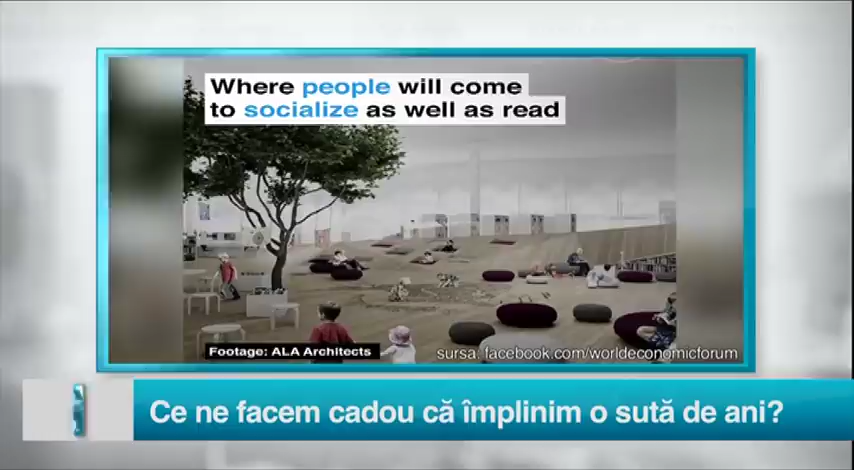 Where people will come
to socialize as well as read
Footage: ALA Architects
sursa: facebook.com/worldeconomicforum
Ce ne facem cadou că împlinim o sută de ani?